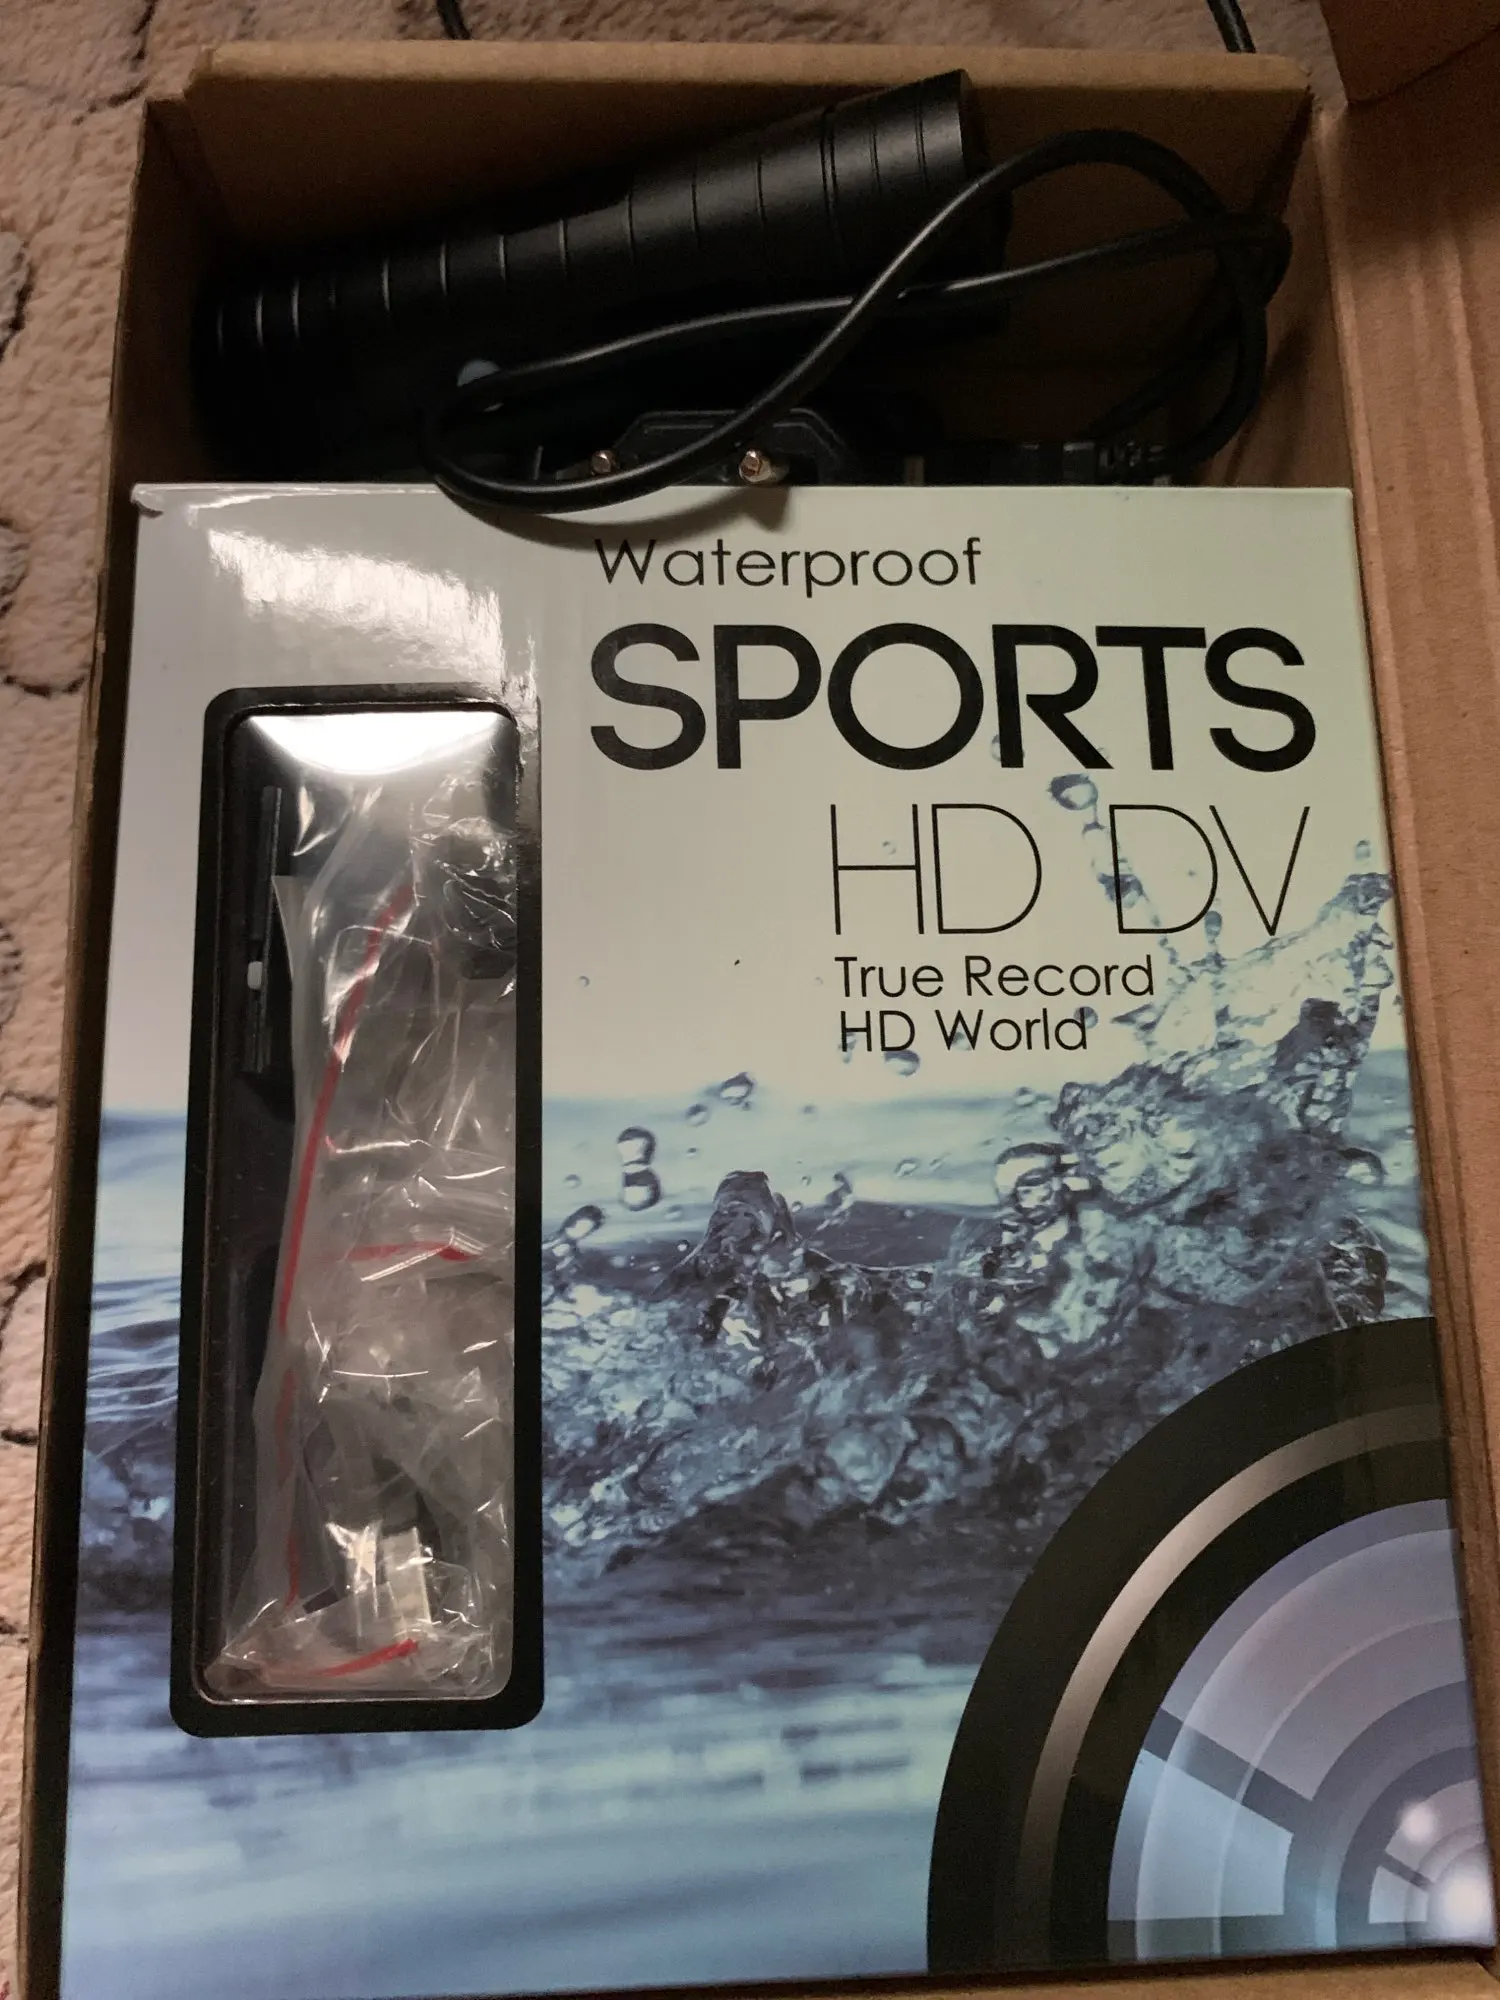 Waterproof
SPORTS
HD DV
True Record
HD World